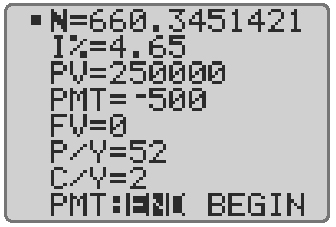 ▪N=660.3451421
I%=4.65
PV=250000
PMT=-500
FV=0
P/Y=52
C/Y=2
PMT:END BEGIN